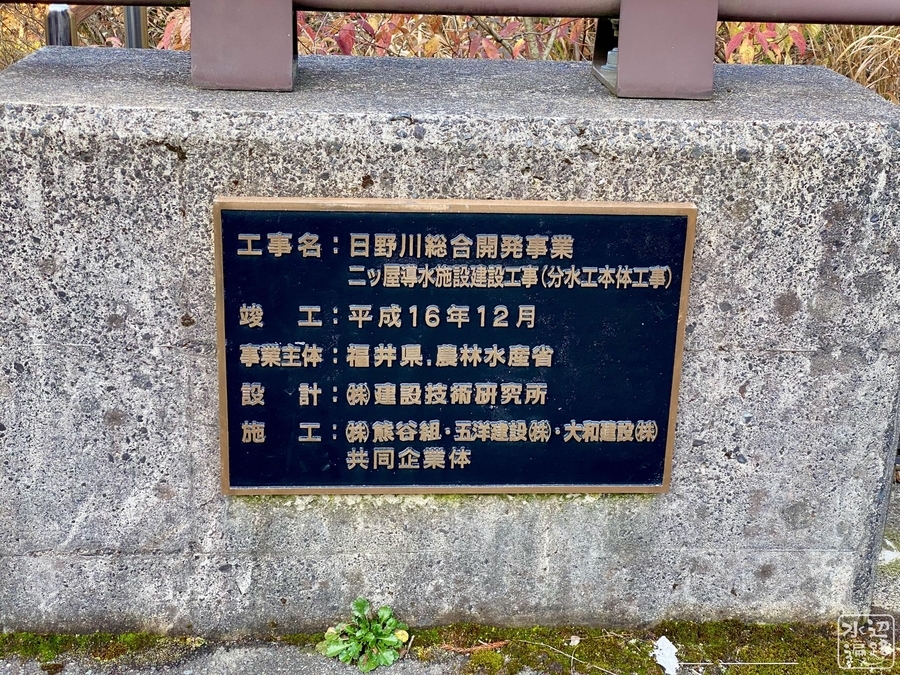 工事名：日野川総合開発事業
二ッ屋導水施設建設工事（分水工本体工事）
竣　工：平成16年12月
事業主体：福井県．農林水産省
設　計：㈱建設技術研究所
施　工：㈱熊谷組・五洋建設㈱・大和建設㈱
共同企業体
水辺
遍路